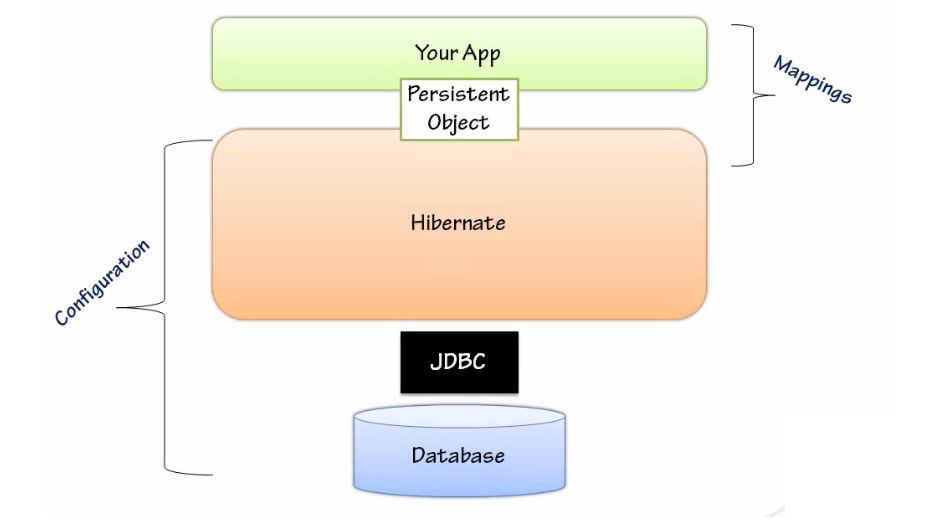 Your App
Persistent
Object
Mappings
Hibernate
Configuration
JDBC
Database